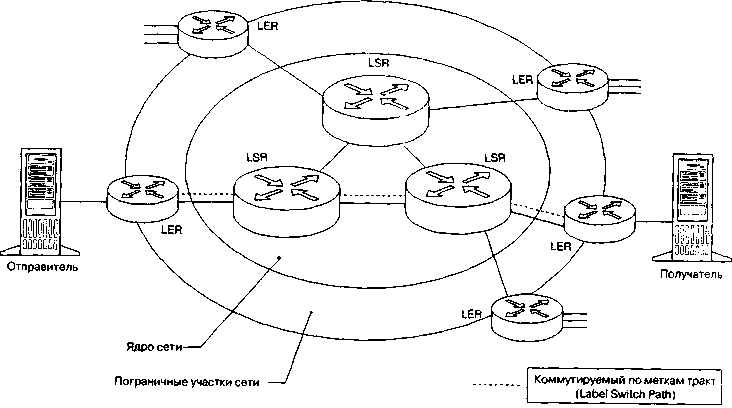 LER
LSR
LER
LSR
LSR
LER
LER
Отправитель
Получатель
LER
Ядро сети
Пограничные участки сети
Коммутируемый по меткам тракт
(Label Switch Path)